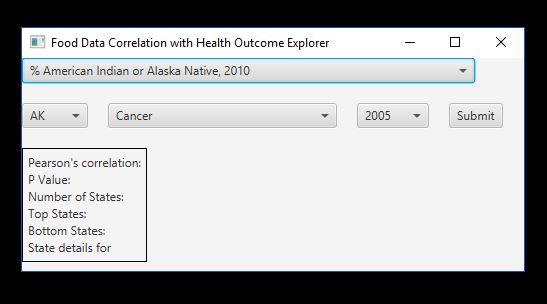 Food Data Correlation with Health Outcome Explorer
% American Indian or Alaska Native, 2010
AK Cancer 2005 Submit
Pearson's correlation:
P Value:
Number of States:
Top States:
Bottom States:
State details for